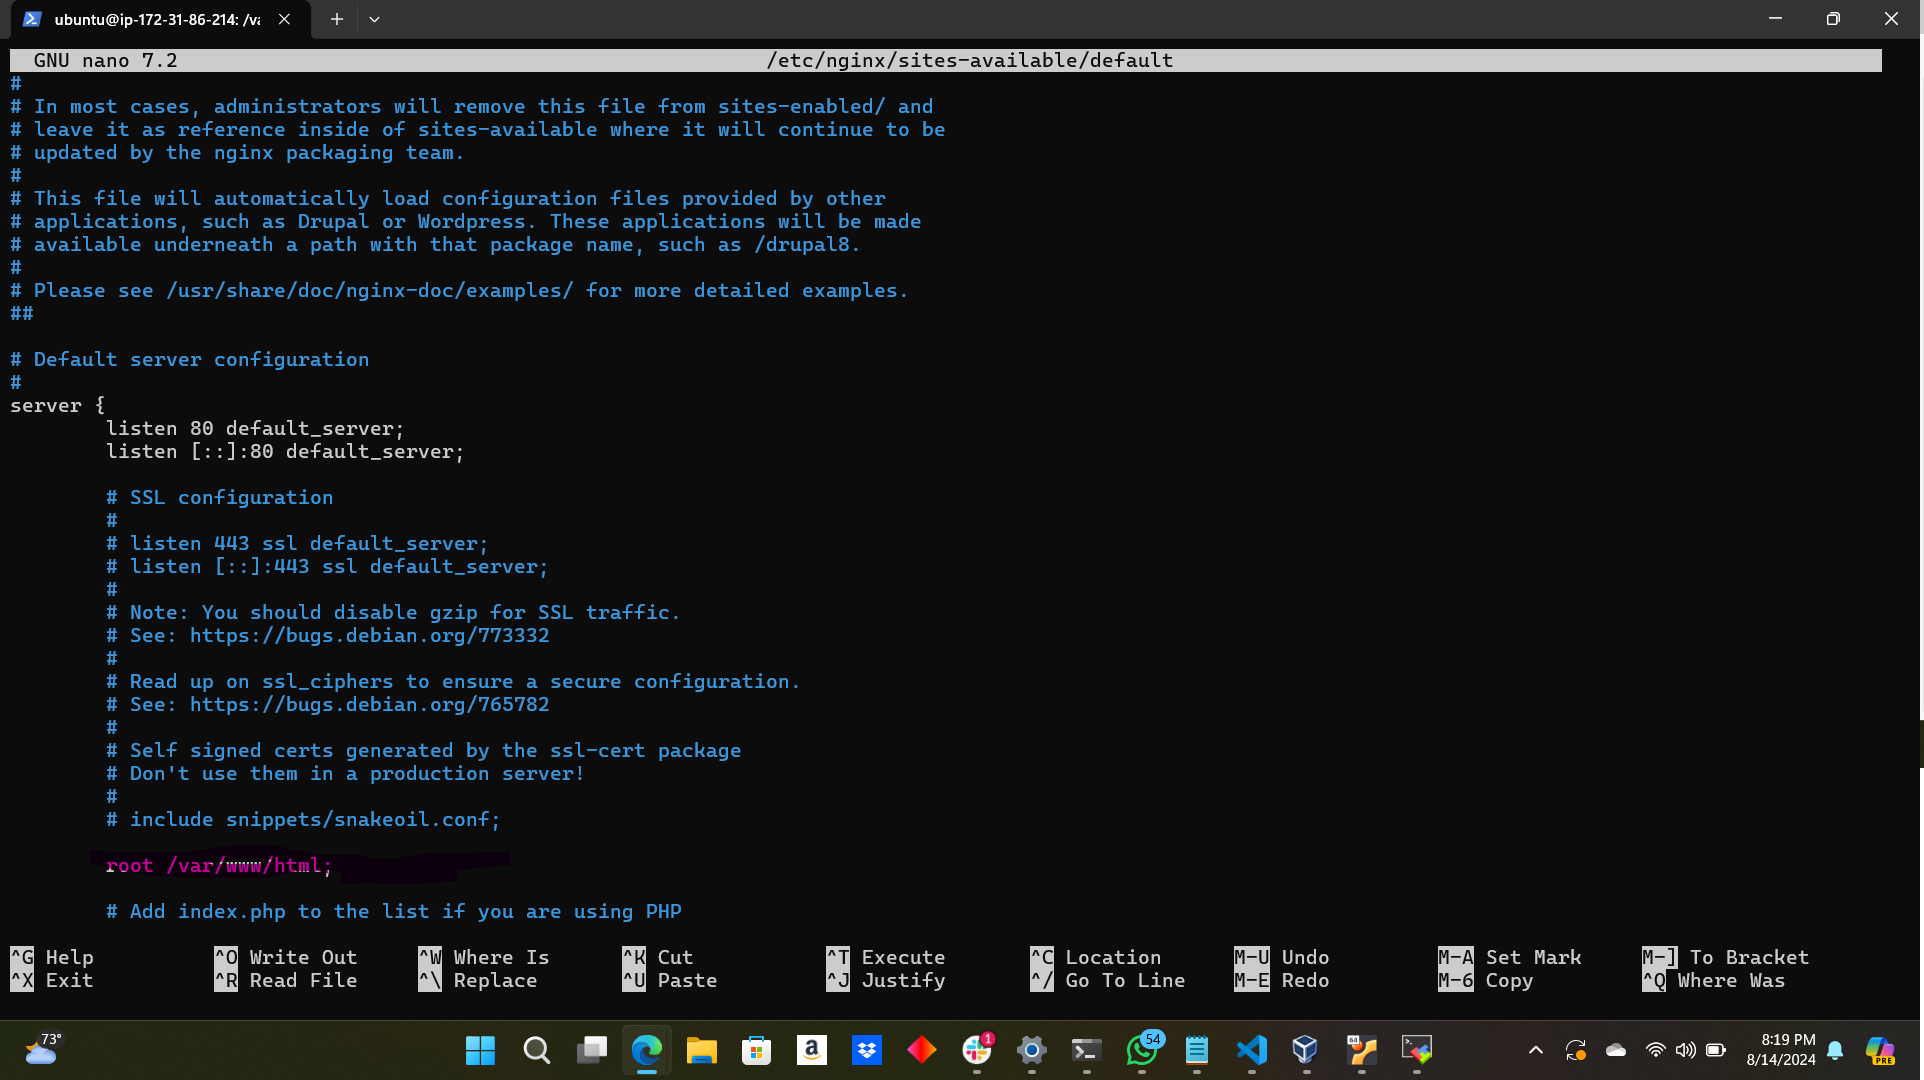 ubuntu@ip-172-31-86-214: /va
GNU nano 7.2 /etc/nginx/sites-available/default
#
# In most cases, administrators will remove this file from sites-enabled/ and
# leave it as reference inside of sites-available where it will continue to be
# updated by the nginx packaging team.
#
# This file will automatically load configuration files provided by other
# applications, such as Drupal or Wordpress. These applications will be made
# available underneath a path with that package name, such as /drupal8.
#
# Please see /usr/share/doc/nginx-doc/examples/ for more detailed examples.
##
# Default server configuration
#
server {
listen 80 default_server;
listen [::]:80 default_server;
# SSL configuration
#
# listen 443 ssl default_server;
# listen [::]:443 ssl default_server;
#
# Note: You should disable gzip for SSL traffic.
# See: https://bugs.debian.org/773332
#
# Read up on ssl_ciphers to ensure a secure configuration.
# See: https://bugs.debian.org/765782
#
# Self signed certs generated by the ssl-cert package
# Don't use them in a production server!
#
# include snippets/snakeoil.conf;
root /var/www/html;
# Add index.php to the list if you are using PHP
^G Help ^O Write Out ^W Where Is ^K Cut ^T Execute ^C Location M-U Undo M-A Set Mark M-] To Bracket
^X Exit ^R Read File ^\ Replace ^U Paste ^J Justify ^/ Go To Line M-E Redo M-6 Copy ^Q Where Was
73°
a
1
54
64
8:19 PM
8/14/2024
PRE